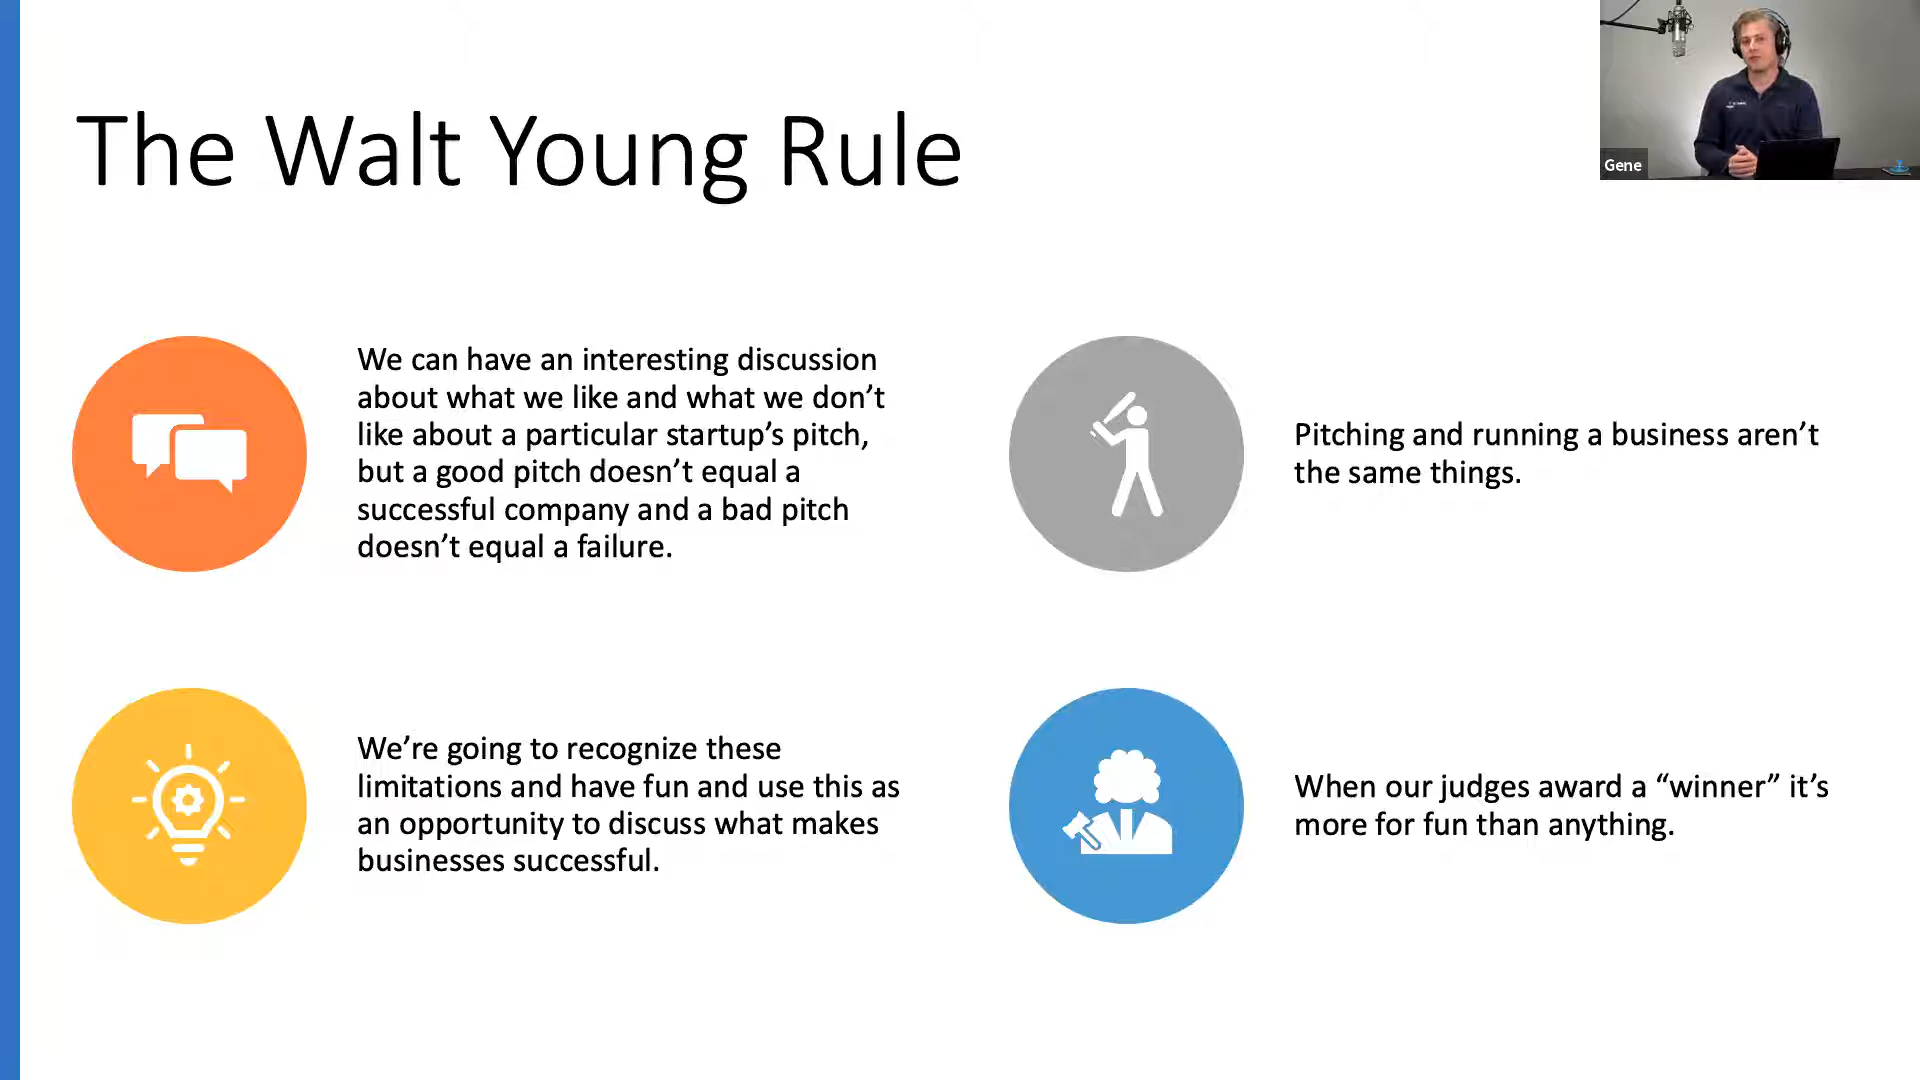 The Walt Young Rule
Gene
We can have an interesting discussion
about what we like and what we don’t
like about a particular startup’s pitch,
but a good pitch doesn’t equal a
successful company and a bad pitch
doesn’t equal a failure.
Pitching and running a business aren’t
the same things.
We’re going to recognize these
limitations and have fun and use this as
an opportunity to discuss what makes
businesses successful.
When our judges award a “winner” it’s
more for fun than anything.